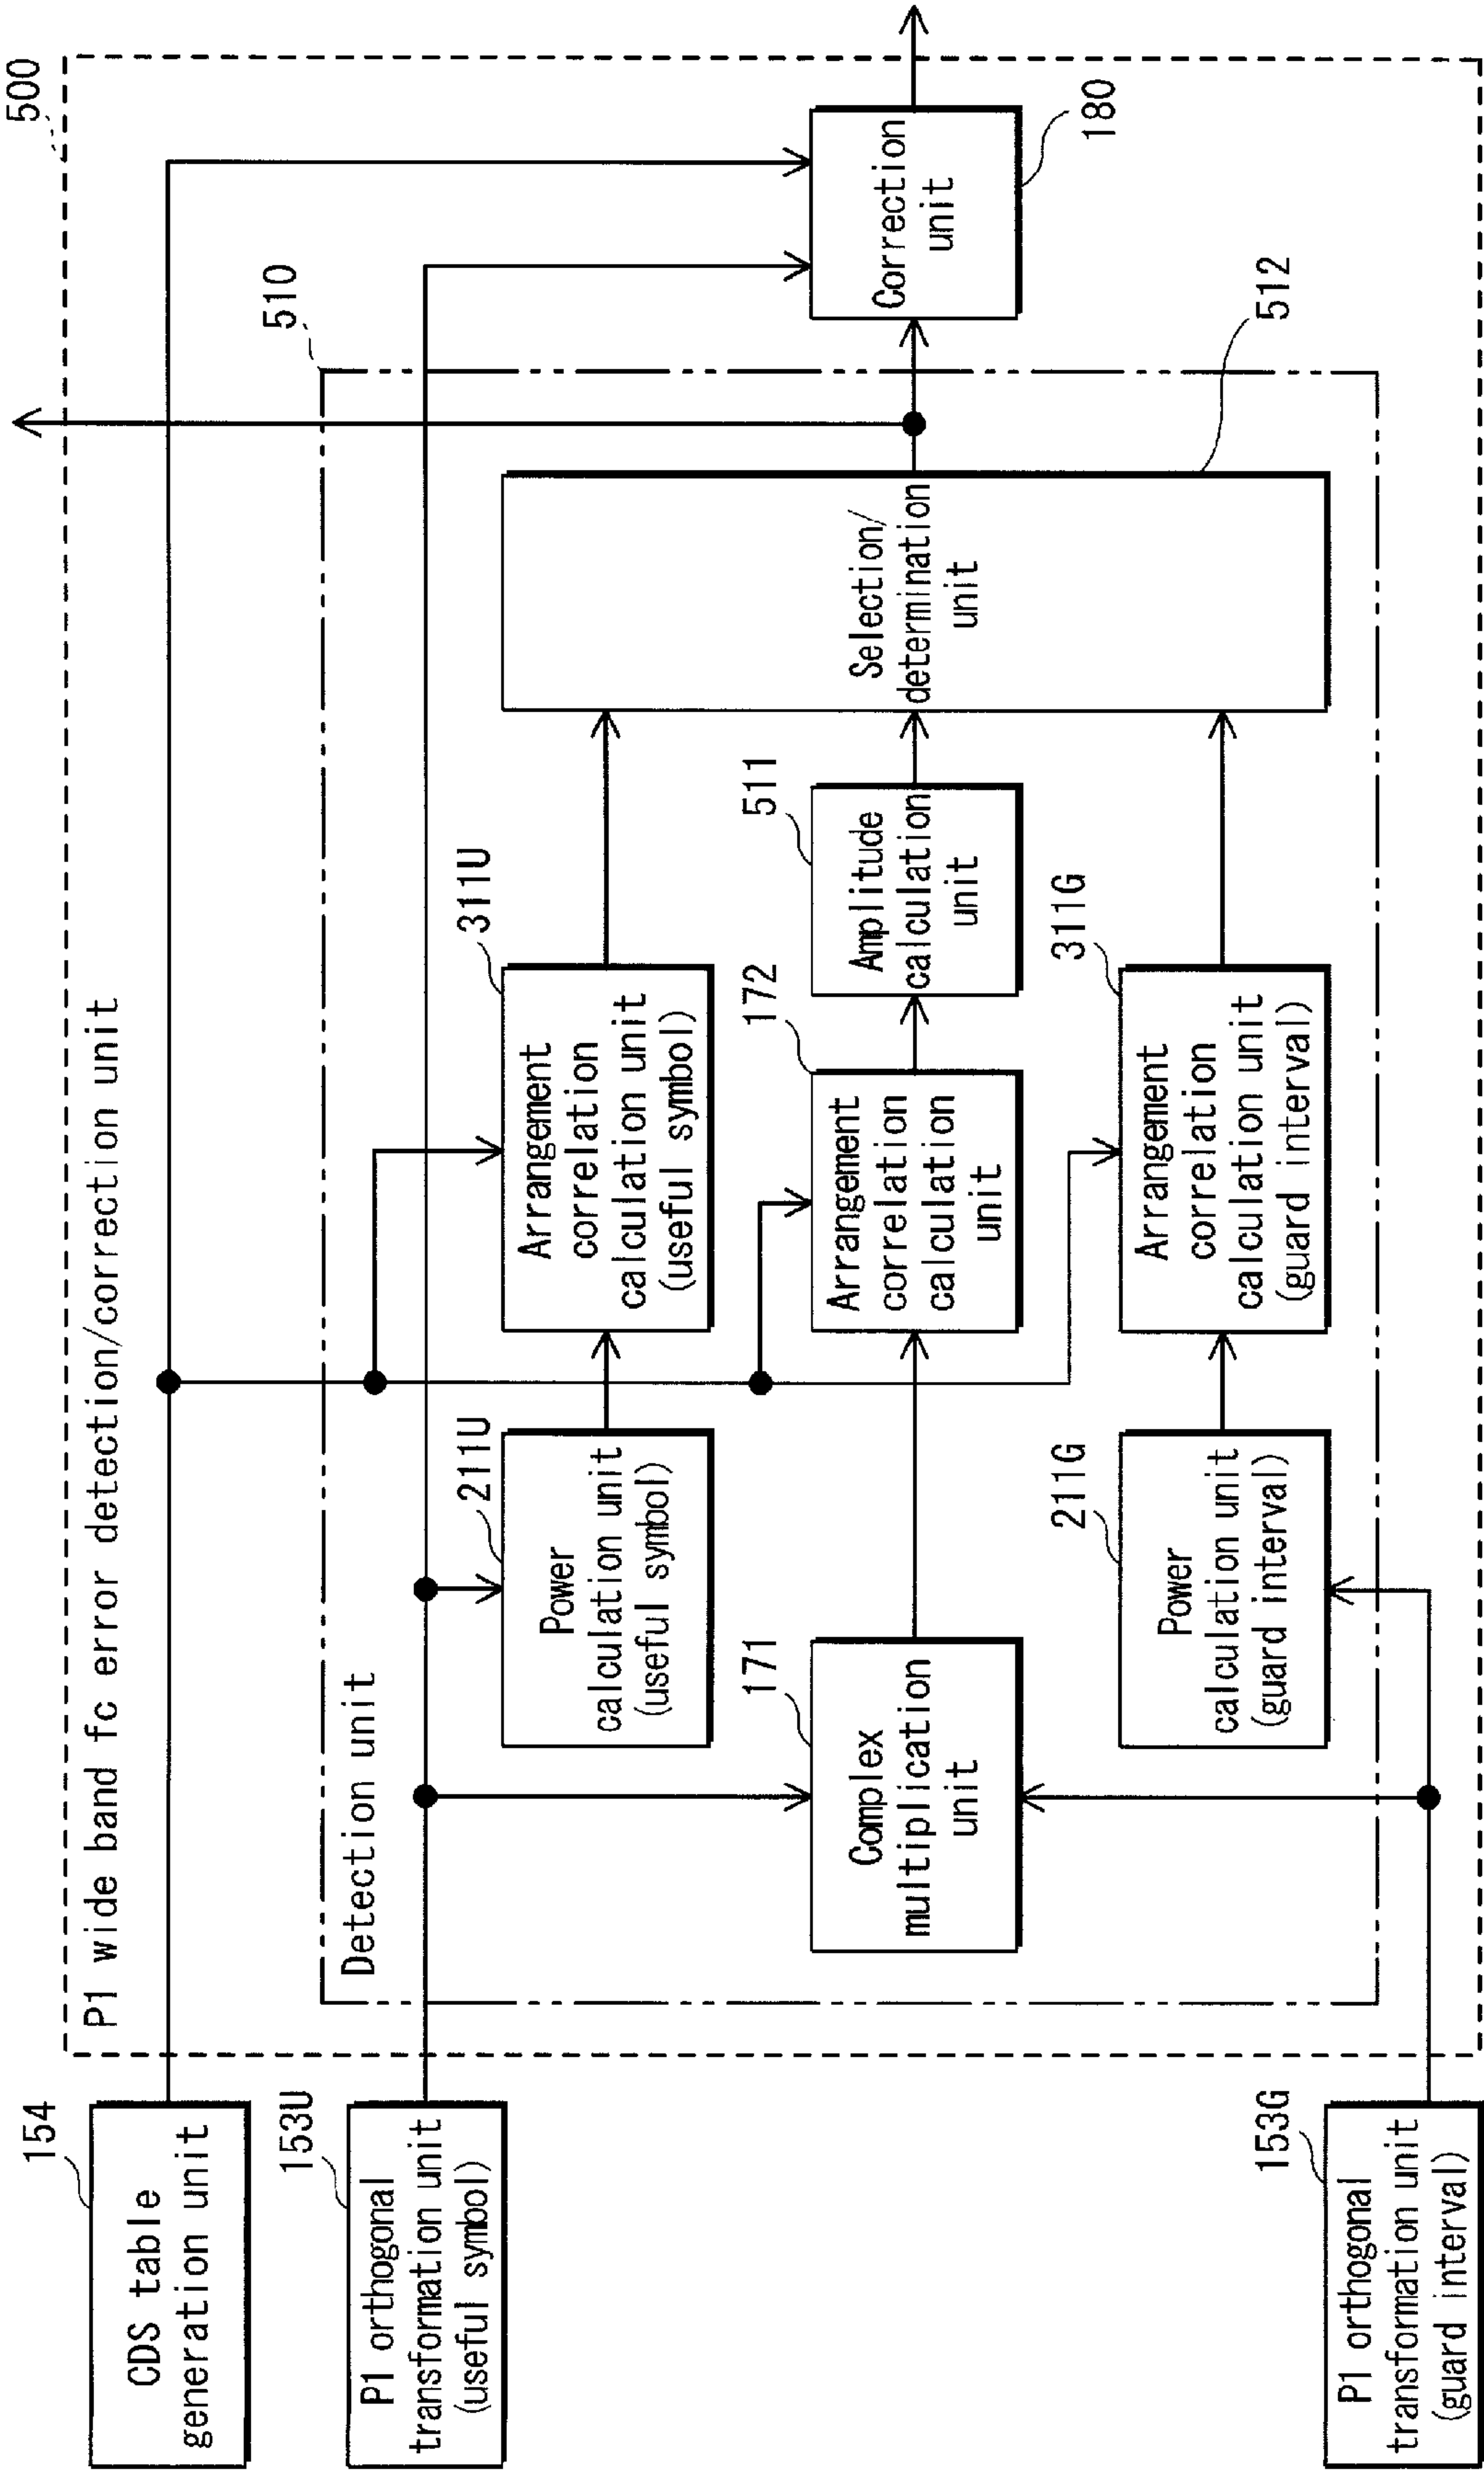 500
P1 wide band fc error detection/correction unit
154
CDS table
generation unit
153U
P1 orthogonal
transformation unit
(useful symbol)
153G
P1 orthogonal
transformation unit
(guard interval)
510
Detection unit
211U
Power
calculation unit
(useful symbol)
311U
Arrangement
correlation
calculation unit
(useful symbol)
171
Complex
multiplication
unit
172
Arrangement
correlation
calculation
unit
511
Amplitude
calculation
unit
211G
Power
calculation unit
(guard interval)
311G
Arrangement
correlation
calculation unit
(guard interval)
Selection/
determination
unit
512
Correction
unit
180